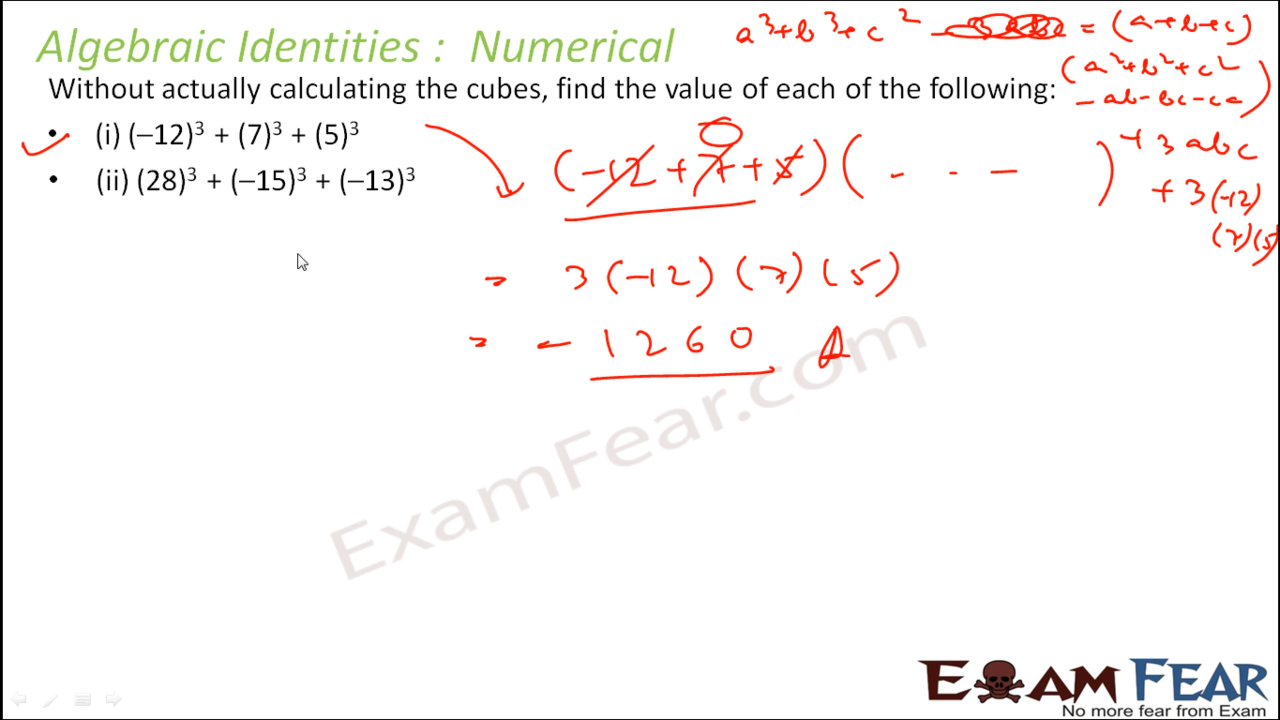 Algebraic Identities : Numerical
a³+b³+c² = (a+b+c)
(a²+b²+c²
-ab-bc-ca)
+3abc
Without actually calculating the cubes, find the value of each of the following:
• (i) (–12)³ + (7)³ + (5)³
• (ii) (28)³ + (–15)³ + (–13)³
0
(-12+7+5)(- - -)
+3(-12)
(7)(5)
= 3(-12)(7)(5)
= -1260
ExamFear.com
EXAM FEAR
No more fear from Exam